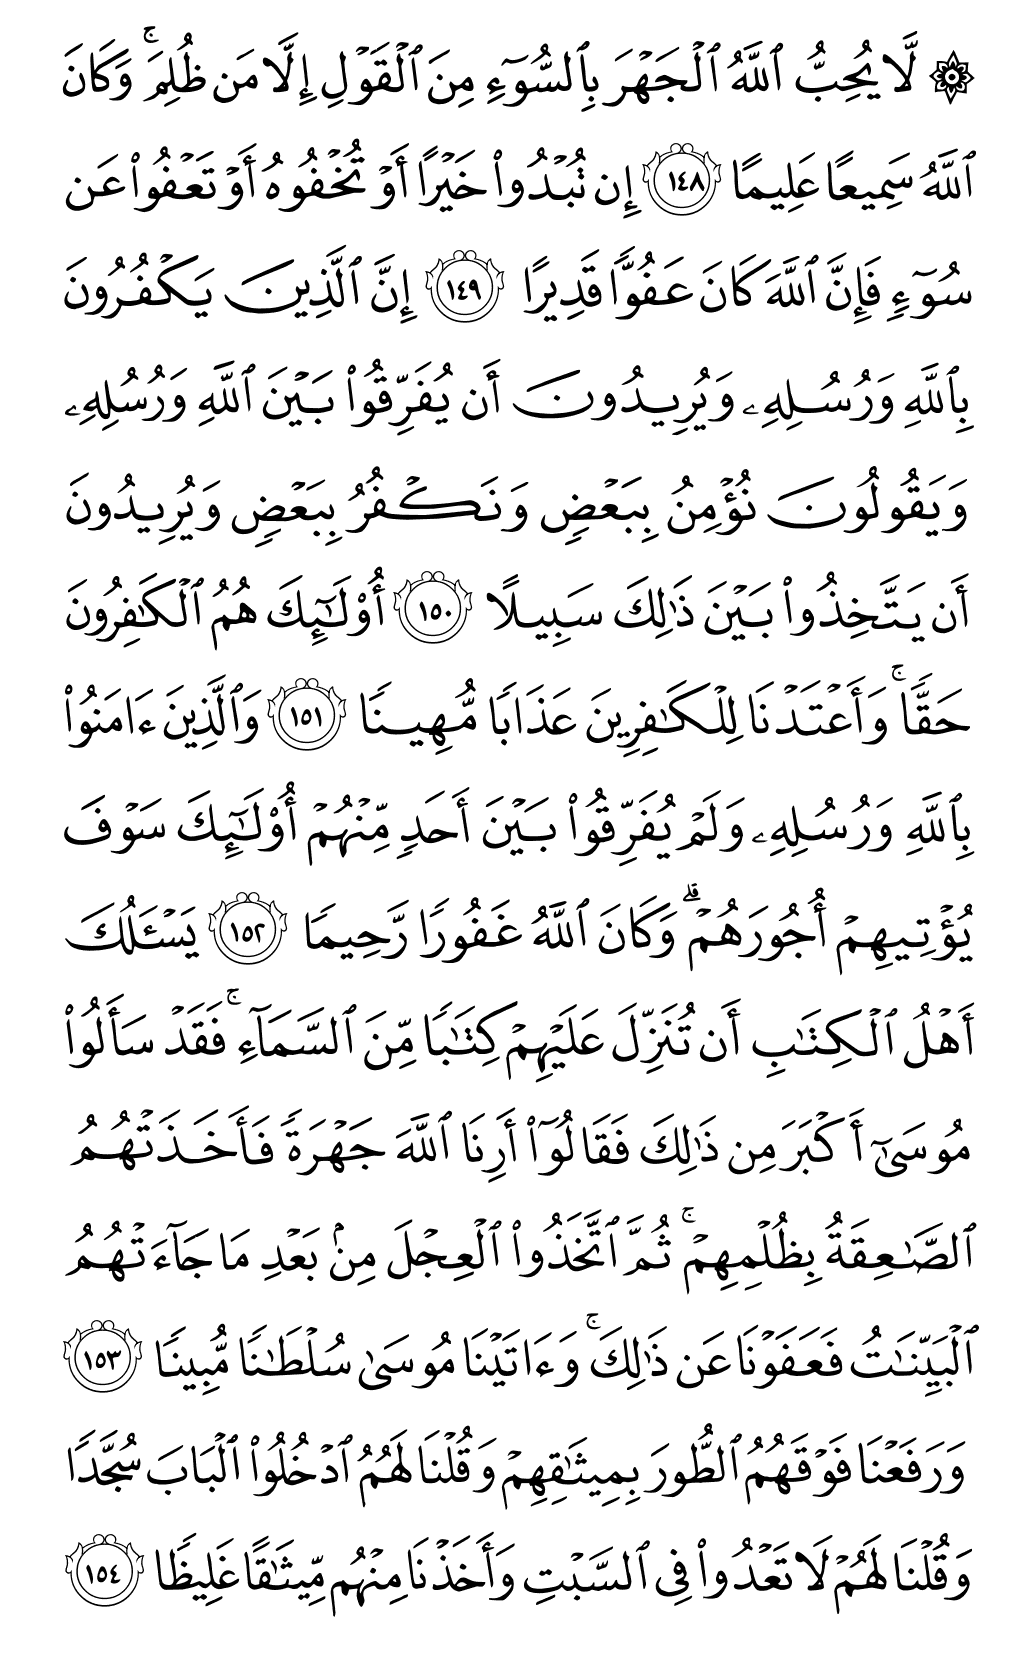 ۞ لَّا يُحِبُّ ٱللَّهُ ٱلْجَهْرَ بِٱلسُّوٓءِ مِنَ ٱلْقَوْلِ إِلَّا مَن ظُلِمَ ۚ وَكَانَ
ٱللَّهُ سَمِيعًا عَلِيمًا ١٤٨ إِن تُبْدُوا۟ خَيْرًا أَوْ تُخْفُوهُ أَوْ تَعْفُوا۟ عَن
سُوٓءٍ فَإِنَّ ٱللَّهَ كَانَ عَفُوًّا قَدِيرًا ١٤٩ إِنَّ ٱلَّذِينَ يَكْفُرُونَ
بِٱللَّهِ وَرُسُلِهِۦ وَيُرِيدُونَ أَن يُفَرِّقُوا۟ بَيْنَ ٱللَّهِ وَرُسُلِهِۦ
وَيَقُولُونَ نُؤْمِنُ بِبَعْضٍ وَنَكْفُرُ بِبَعْضٍ وَيُرِيدُونَ
أَن يَتَّخِذُوا۟ بَيْنَ ذَٰلِكَ سَبِيلًا ١٥٠ أُو۟لَـٰٓئِكَ هُمُ ٱلْكَـٰفِرُونَ
حَقًّا ۚ وَأَعْتَدْنَا لِلْكَـٰفِرِينَ عَذَابًا مُّهِينًا ١٥١ وَٱلَّذِينَ ءَامَنُوا۟
بِٱللَّهِ وَرُسُلِهِۦ وَلَمْ يُفَرِّقُوا۟ بَيْنَ أَحَدٍ مِّنْهُمْ أُو۟لَـٰٓئِكَ سَوْفَ
يُؤْتِيهِمْ أُجُورَهُمْ ۗ وَكَانَ ٱللَّهُ غَفُورًا رَّحِيمًا ١٥٢ يَسْـَٔلُكَ
أَهْلُ ٱلْكِتَـٰبِ أَن تُنَزِّلَ عَلَيْهِمْ كِتَـٰبًا مِّنَ ٱلسَّمَآءِ ۚ فَقَدْ سَأَلُوا۟
مُوسَىٰٓ أَكْبَرَ مِن ذَٰلِكَ فَقَالُوٓا۟ أَرِنَا ٱللَّهَ جَهْرَةً فَأَخَذَتْهُمُ
ٱلصَّـٰعِقَةُ بِظُلْمِهِمْ ۚ ثُمَّ ٱتَّخَذُوا۟ ٱلْعِجْلَ مِنۢ بَعْدِ مَا جَآءَتْهُمُ
ٱلْبَيِّنَـٰتُ فَعَفَوْنَا عَن ذَٰلِكَ ۚ وَءَاتَيْنَا مُوسَىٰ سُلْطَـٰنًا مُّبِينًا ١٥٣
وَرَفَعْنَا فَوْقَهُمُ ٱلطُّورَ بِمِيثَـٰقِهِمْ وَقُلْنَا لَهُمُ ٱدْخُلُوا۟ ٱلْبَابَ سُجَّدًا
وَقُلْنَا لَهُمْ لَا تَعْدُوا۟ فِى ٱلسَّبْتِ وَأَخَذْنَا مِنْهُم مِّيثَـٰقًا غَلِيظًا ١٥٤